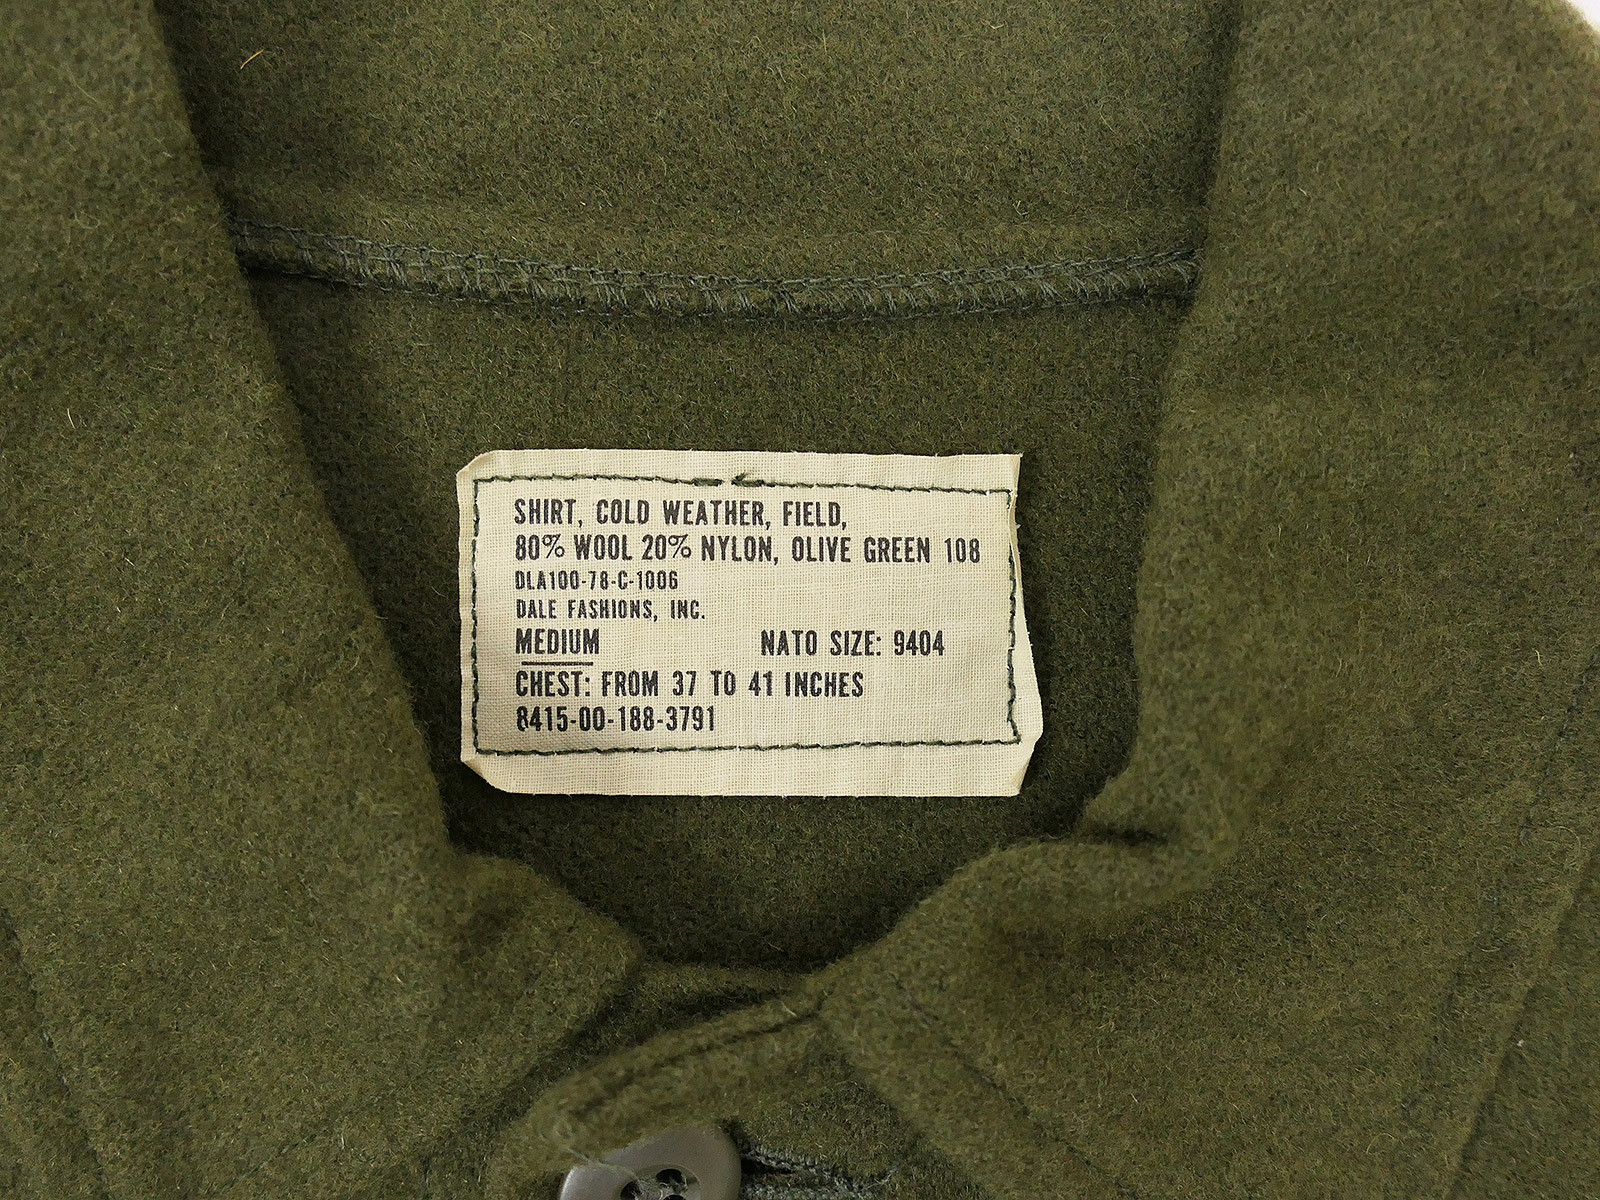 SHIRT, COLD WEATHER, FIELD,
80% WOOL 20% NYLON, OLIVE GREEN 108
DLA100-78-C-1006
DALE FASHIONS, INC.
MEDIUM NATO SIZE: 9404
CHEST: FROM 37 TO 41 INCHES
8415-00-188-3791